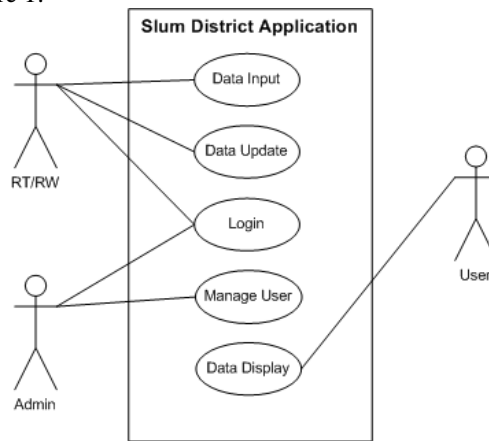 Slum District Application
Data Input
Data Update
RT/RW
Login
User
Manage User
Data Display
Admin